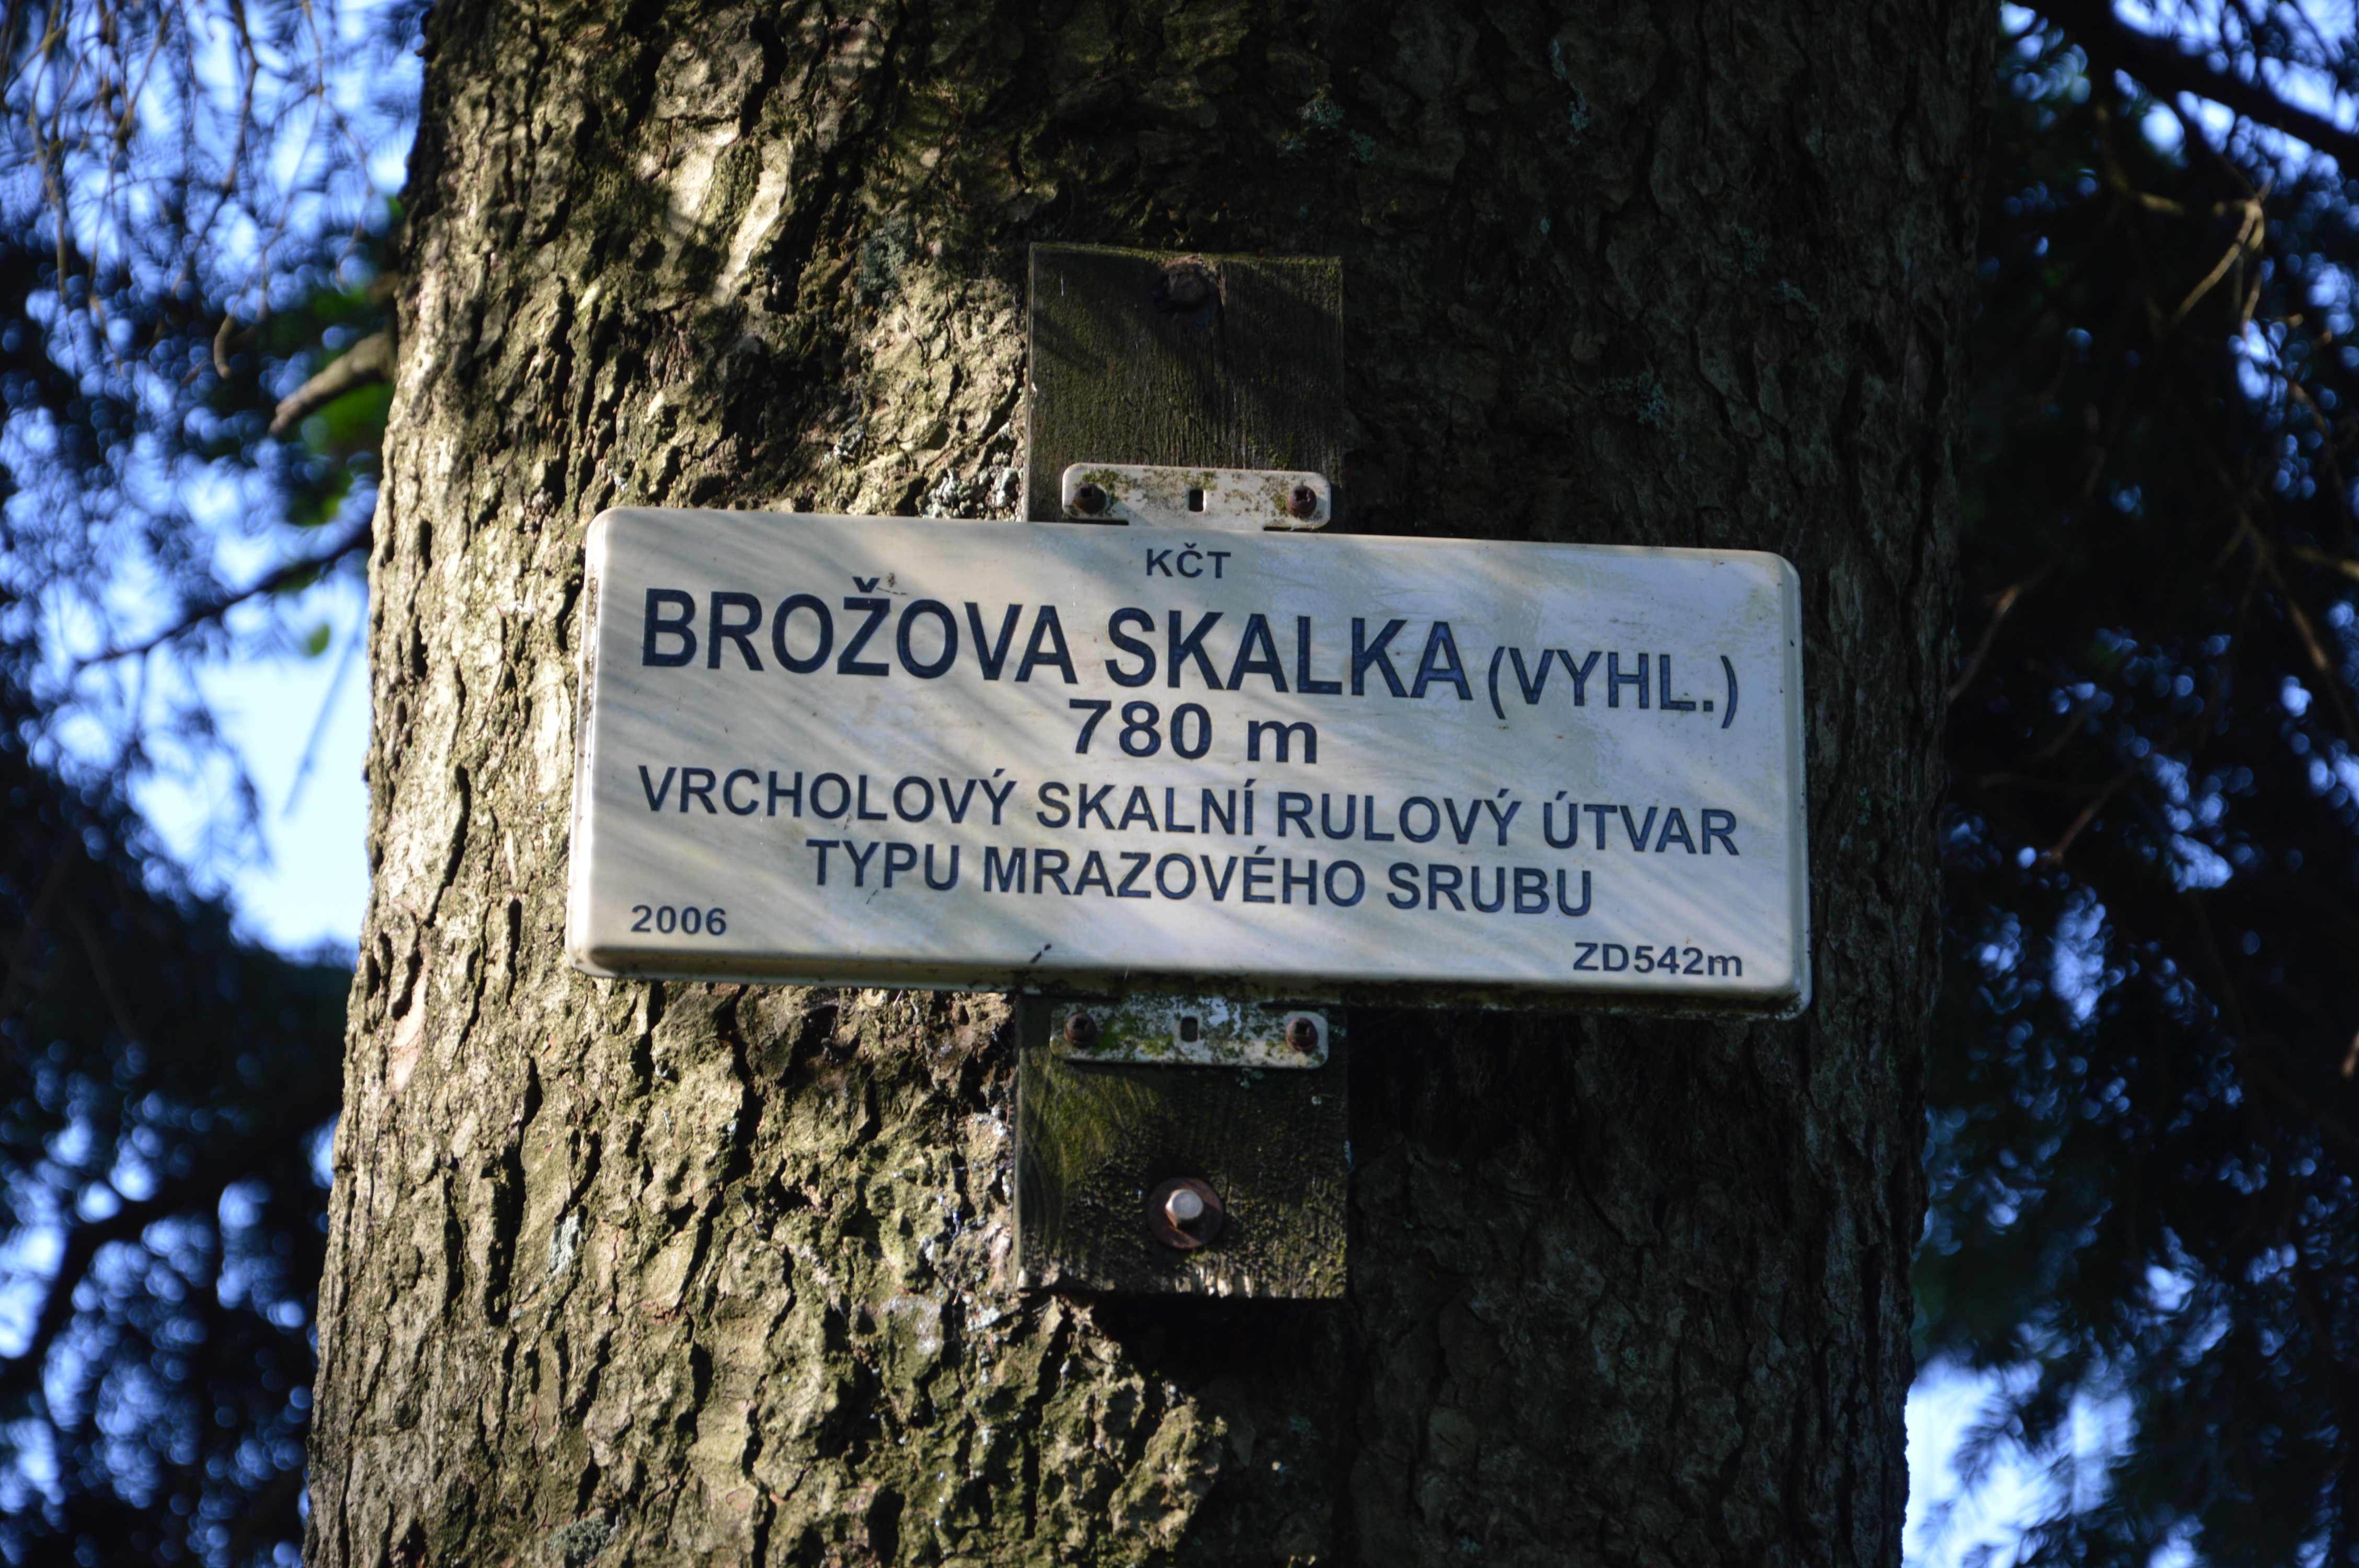 KČT
BROŽOVA SKALKA (VYHL.)
780 m
VRCHOLOVÝ SKALNÍ RULOVÝ ÚTVAR
TYPU MRAZOVÉHO SRUBU
2006
ZD542m